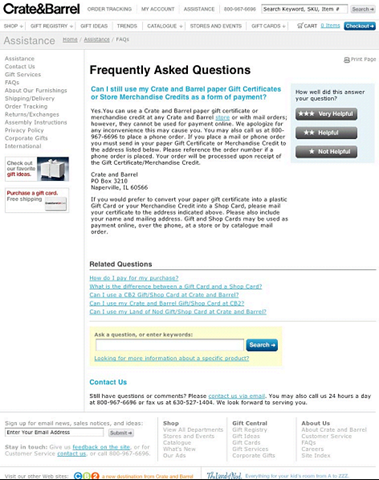 Crate&Barrel
ORDER TRACKING MY ACCOUNT ASSISTANCE 800-967-6696 Search Keyword, SKU, Item # Search
SHOP GIFT REGISTRY GIFT IDEAS TRENDS CATALOGUE STORES AND EVENTS GIFT CARDS CART 0 Items Checkout
Assistance Home / Assistance / FAQs
Print Page
Assistance
Contact Us
Gift Services
FAQs
About Our Furnishings
Shipping/Delivery
Order Tracking
Returns/Exchanges
Assembly Instructions
Privacy Policy
Corporate Gifts
International
Check out
our favorite
gift ideas.
Purchase a gift card.
Free shipping
Frequently Asked Questions
Can I still use my Crate and Barrel paper Gift Certificates
or Store Merchandise Credits as a form of payment?
Yes.You can use a Crate and Barrel paper gift certificate or
merchandise credit at any Crate and Barrel store or with mail orders;
however, they cannot be used for payment online. We apologize for
any inconvenience this may cause you. You may also call us at 800-
967-6696 to place a phone order. If you place a mail or phone order
you must send in your paper Gift Certificate or Merchandise Credit to
the address listed below. Please reference the order number if a
phone order is placed. Your order will be processed upon receipt of
the Gift Certificate/Merchandise Credit.
Crate and Barrel
PO Box 3210
Naperville, IL 60566
If you would prefer to convert your paper gift certificate into a plastic
Gift Card or your Merchandise Credit into a Shop Card, please mail
your certificate to the address indicated above. Please also include
your name and mailing address. Gift and Shop Cards may be used as
payment online, over the phone, at a store or by catalogue mail
order.
How well did this answer
your question?
Very Helpful
Helpful
Not Helpful
Related Questions
How do I pay for my purchase?
What is the difference between a Gift Card and a Shop Card?
Can I use a CB2 Gift/Shop Card at Crate and Barrel?
Can I use my Crate and Barrel Gift/Shop Card at CB2?
Can I use my Land of Nod Gift/Shop Card at Crate and Barrel?
Ask a question, or enter keywords:
Search
Looking for more information about a specific product?
Contact Us
Still have questions or comments? Please contact us via email. You may also call us 24 hours a day
at 800-967-6696 or fax us at 630-527-1404. We look forward to serving you.
Sign up for email news, sales notices, and ideas:
Enter Your Email Address Submit
Stay in touch: Give us feedback on the site, or for
Customer Service contact us, or call 800-967-6696.
Shop
View All Departments
Stores and Events
Catalogue
What's New
Our Ads
Gift Central
Gift Registry
Gift Ideas
Gift Cards
Gift Services
Corporate Gifts
About Us
About Crate and Barrel
Customer Service
FAQs
Careers
Site Index
Visit our other Web sites: CB2 a new destination from Crate and Barrel The Land of Nod Everything for your kid's room from A to ZZZ.